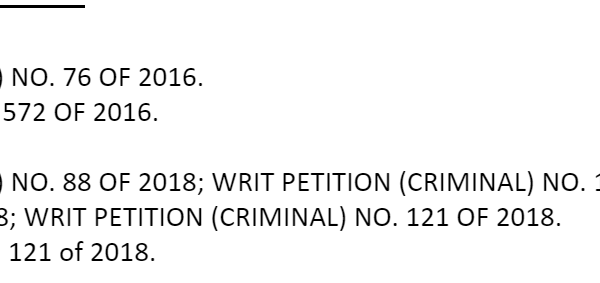 ) NO. 76 OF 2016.
572 OF 2016.
) NO. 88 OF 2018; WRIT PETITION (CRIMINAL) NO. 1
8; WRIT PETITION (CRIMINAL) NO. 121 OF 2018.
121 of 2018.